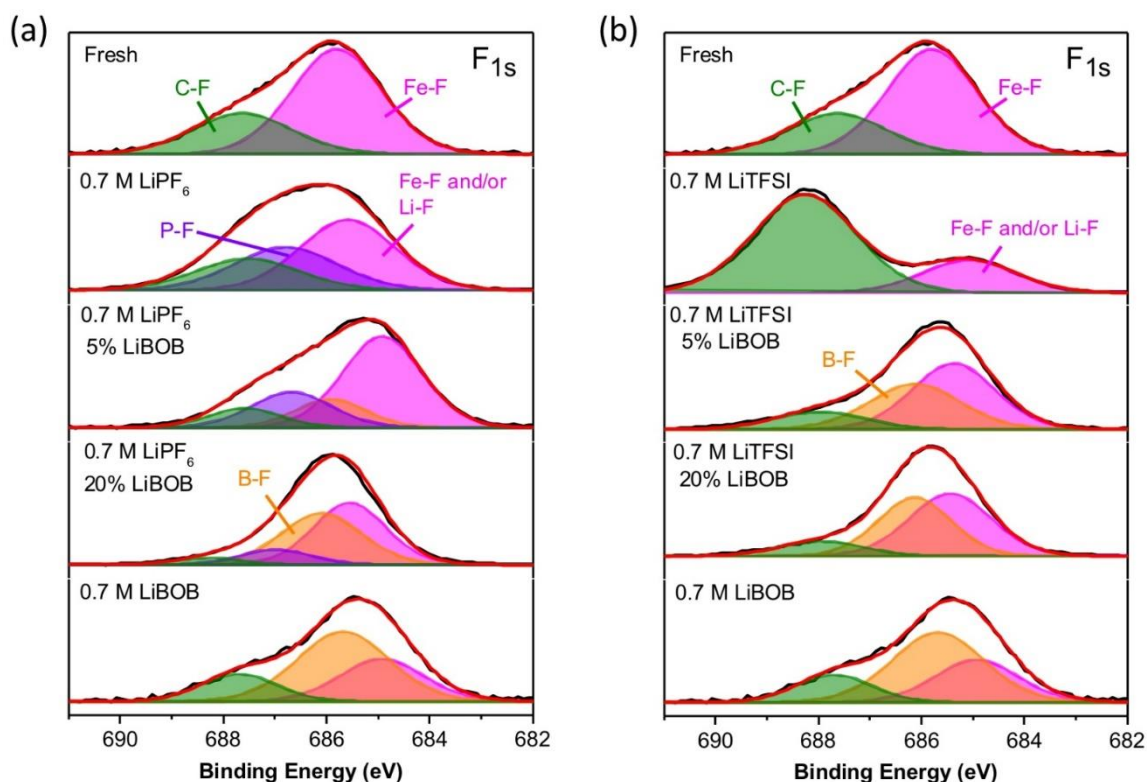 (a)
Fresh
F1s
C-F
Fe-F
0.7 M LiPF6
Fe-F and/or
Li-F
P-F
0.7 M LiPF6
5% LiBOB
0.7 M LiPF6
20% LiBOB
B-F
0.7 M LiBOB
690 688 686 684 682
Binding Energy (eV)
(b)
Fresh
F1s
C-F
Fe-F
0.7 M LiTFSI
Fe-F and/or Li-F
0.7 M LiTFSI
5% LiBOB
B-F
0.7 M LiTFSI
20% LiBOB
0.7 M LiBOB
690 688 686 684 682
Binding Energy (eV)